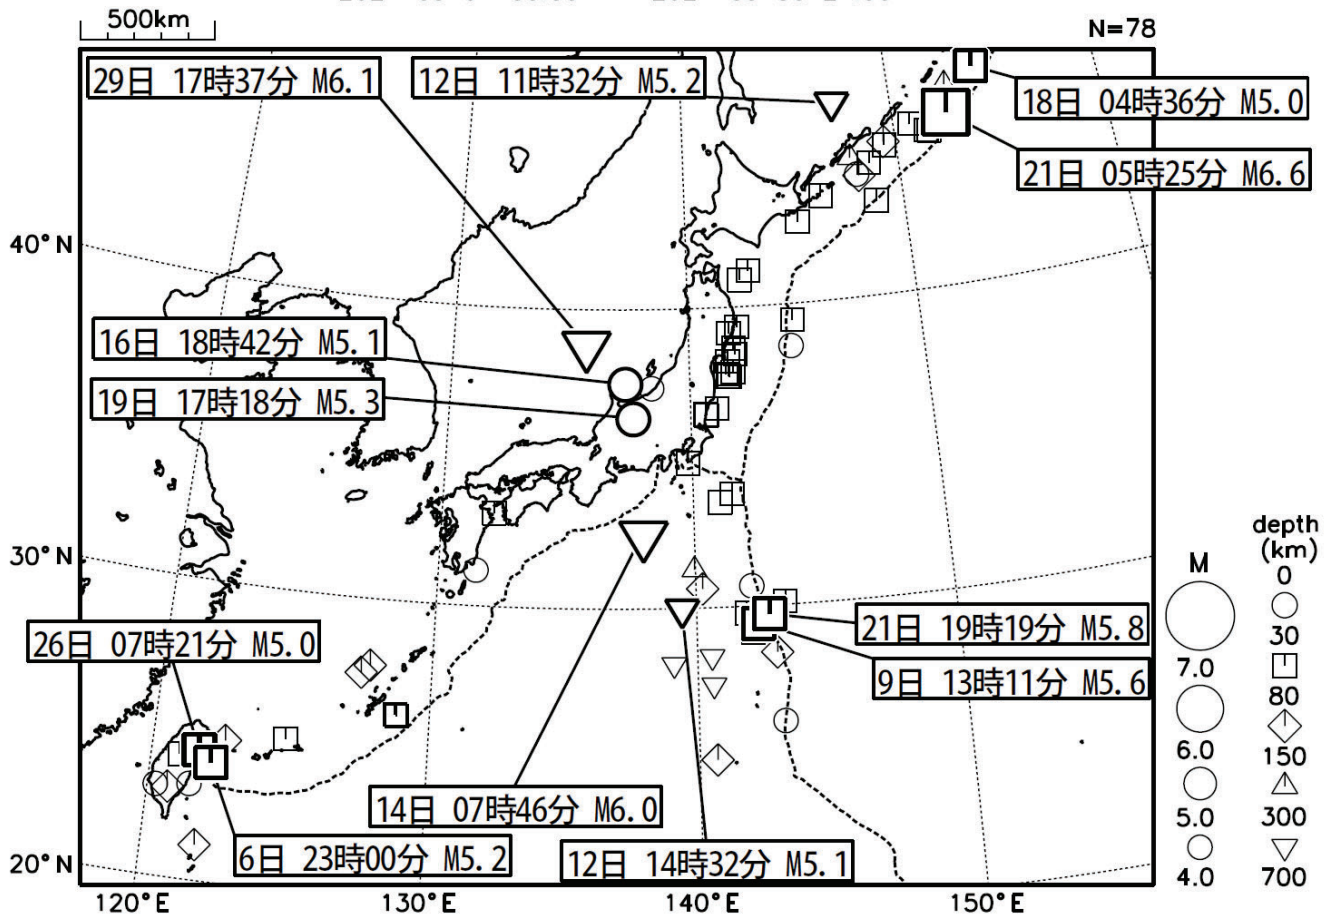 500km
N=78
29日 17時37分 M6.1
12日 11時32分 M5.2
18日 04時36分 M5.0
21日 05時25分 M6.6
40°N
16日 18時42分 M5.1
19日 17時18分 M5.3
30°N
26日 07時21分 M5.0
21日 19時19分 M5.8
9日 13時11分 M5.6
14日 07時46分 M6.0
6日 23時00分 M5.2
12日 14時32分 M5.1
20°N
120°E
130°E
140°E
150°E
M
7.0
6.0
5.0
4.0
depth
(km)
0
30
80
150
300
700